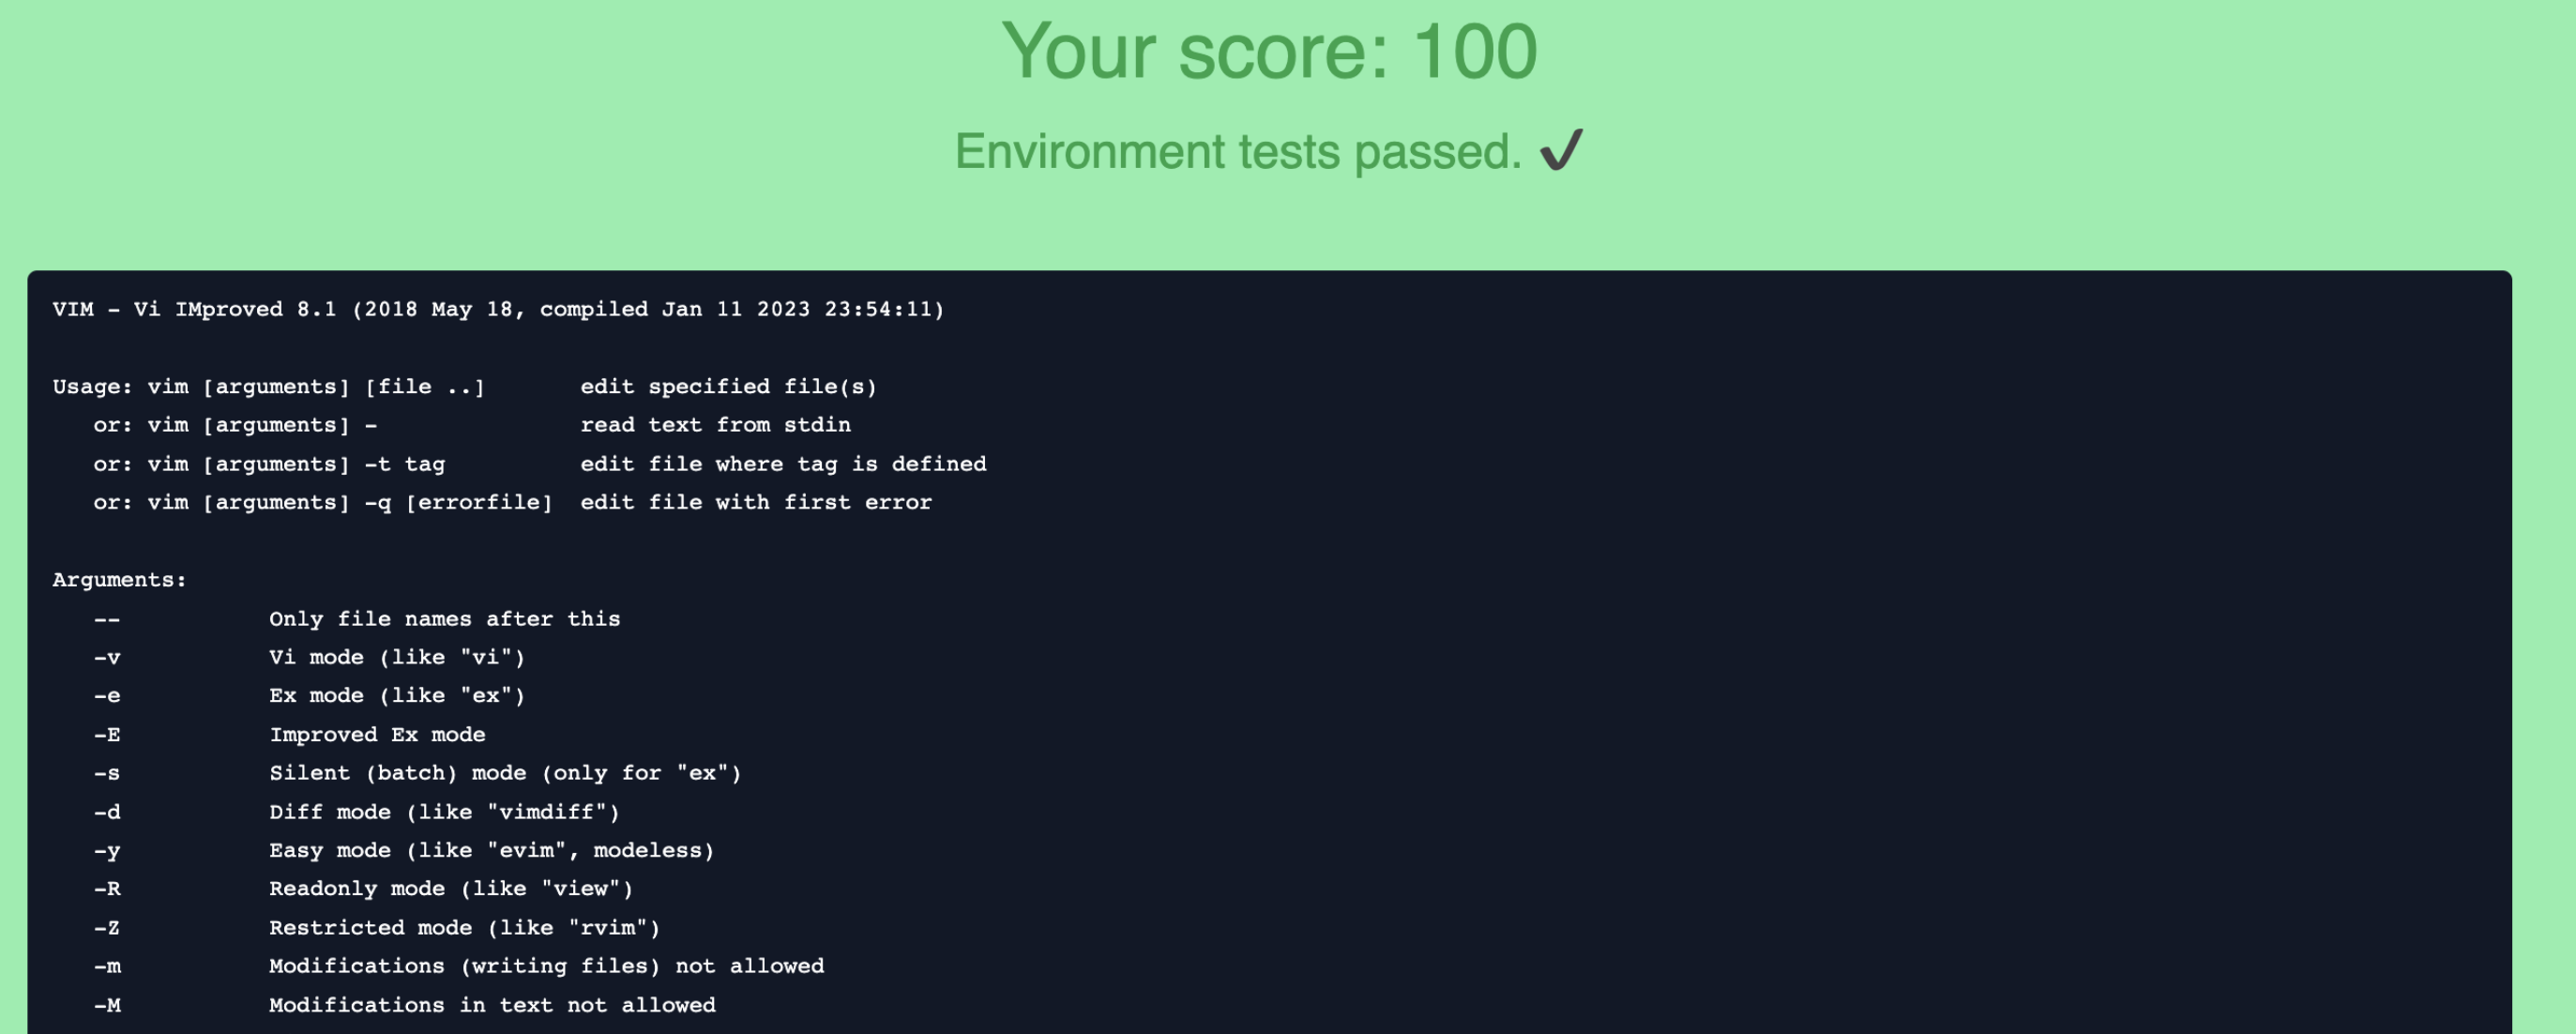 Your score: 100
Environment tests passed. ✔
VIM - Vi IMproved 8.1 (2018 May 18, compiled Jan 11 2023 23:54:11)
Usage: vim [arguments] [file ..]       edit specified file(s)
   or: vim [arguments] -               read text from stdin
   or: vim [arguments] -t tag          edit file where tag is defined
   or: vim [arguments] -q [errorfile]  edit file with first error
Arguments:
   --           Only file names after this
   -v           Vi mode (like "vi")
   -e           Ex mode (like "ex")
   -E           Improved Ex mode
   -s           Silent (batch) mode (only for "ex")
   -d           Diff mode (like "vimdiff")
   -y           Easy mode (like "evim", modeless)
   -R           Readonly mode (like "view")
   -Z           Restricted mode (like "rvim")
   -m           Modifications (writing files) not allowed
   -M           Modifications in text not allowed